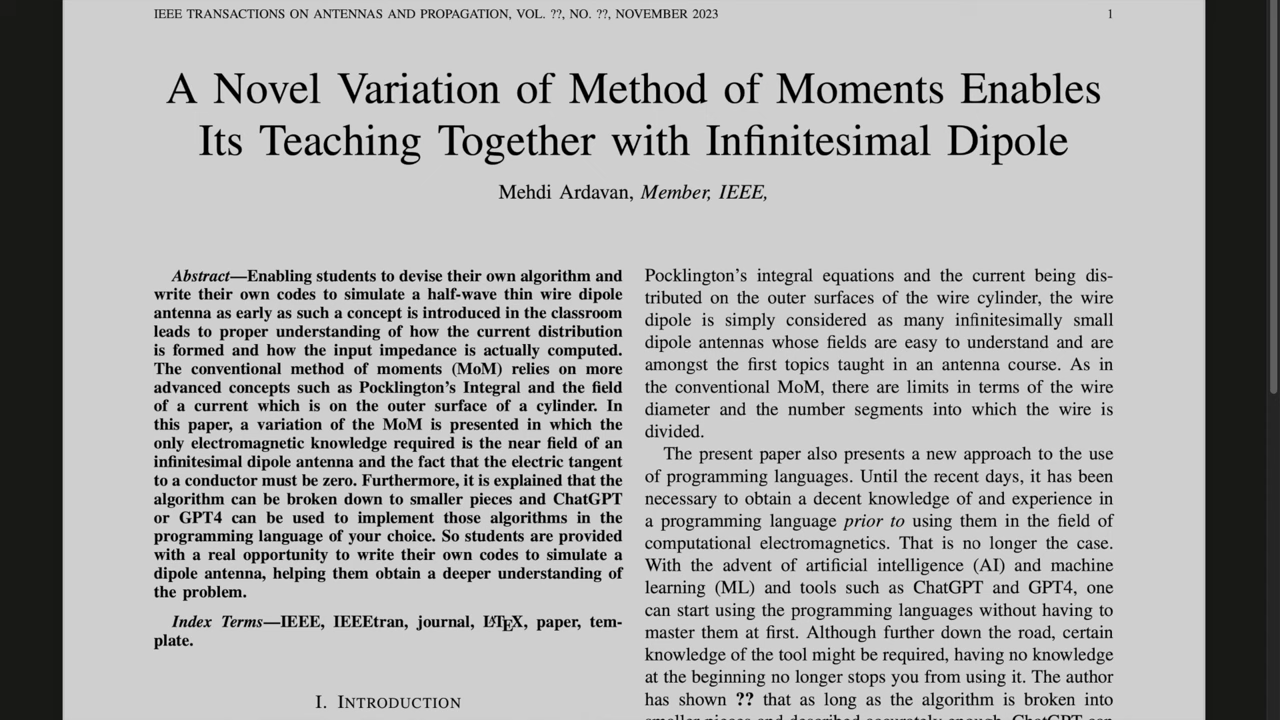 IEEE TRANSACTIONS ON ANTENNAS AND PROPAGATION, VOL. ??, NO. ??, NOVEMBER 2023 1
A Novel Variation of Method of Moments Enables
Its Teaching Together with Infinitesimal Dipole
Mehdi Ardavan, Member, IEEE,
Abstract—Enabling students to devise their own algorithm and
write their own codes to simulate a half-wave thin wire dipole
antenna as early as such a concept is introduced in the classroom
leads to proper understanding of how the current distribution
is formed and how the input impedance is actually computed.
The conventional method of moments (MoM) relies on more
advanced concepts such as Pocklington's Integral and the field
of a current which is on the outer surface of a cylinder. In
this paper, a variation of the MoM is presented in which the
only electromagnetic knowledge required is the near field of an
infinitesimal dipole antenna and the fact that the electric tangent
to a conductor must be zero. Furthermore, it is explained that the
algorithm can be broken down to smaller pieces and ChatGPT
or GPT4 can be used to implement those algorithms in the
programming language of your choice. So students are provided
with a real opportunity to write their own codes to simulate a
dipole antenna, helping them obtain a deeper understanding of
the problem.
Index Terms—IEEE, IEEEtran, journal, LATEX, paper, tem-
plate.
I. INTRODUCTION
Pocklington's integral equations and the current being dis-
tributed on the outer surfaces of the wire cylinder, the wire
dipole is simply considered as many infinitesimally small
dipole antennas whose fields are easy to understand and are
amongst the first topics taught in an antenna course. As in
the conventional MoM, there are limits in terms of the wire
diameter and the number segments into which the wire is
divided.
The present paper also presents a new approach to the use
of programming languages. Until the recent days, it has been
necessary to obtain a decent knowledge of and experience in
a programming language prior to using them in the field of
computational electromagnetics. That is no longer the case.
With the advent of artificial intelligence (AI) and machine
learning (ML) and tools such as ChatGPT and GPT4, one
can start using the programming languages without having to
master them at first. Although further down the road, certain
knowledge of the tool might be required, having no knowledge
at the beginning no longer stops you from using it. The author
has shown ?? that as long as the algorithm is broken into
smaller pieces and described accurately enough, ChatGPT can